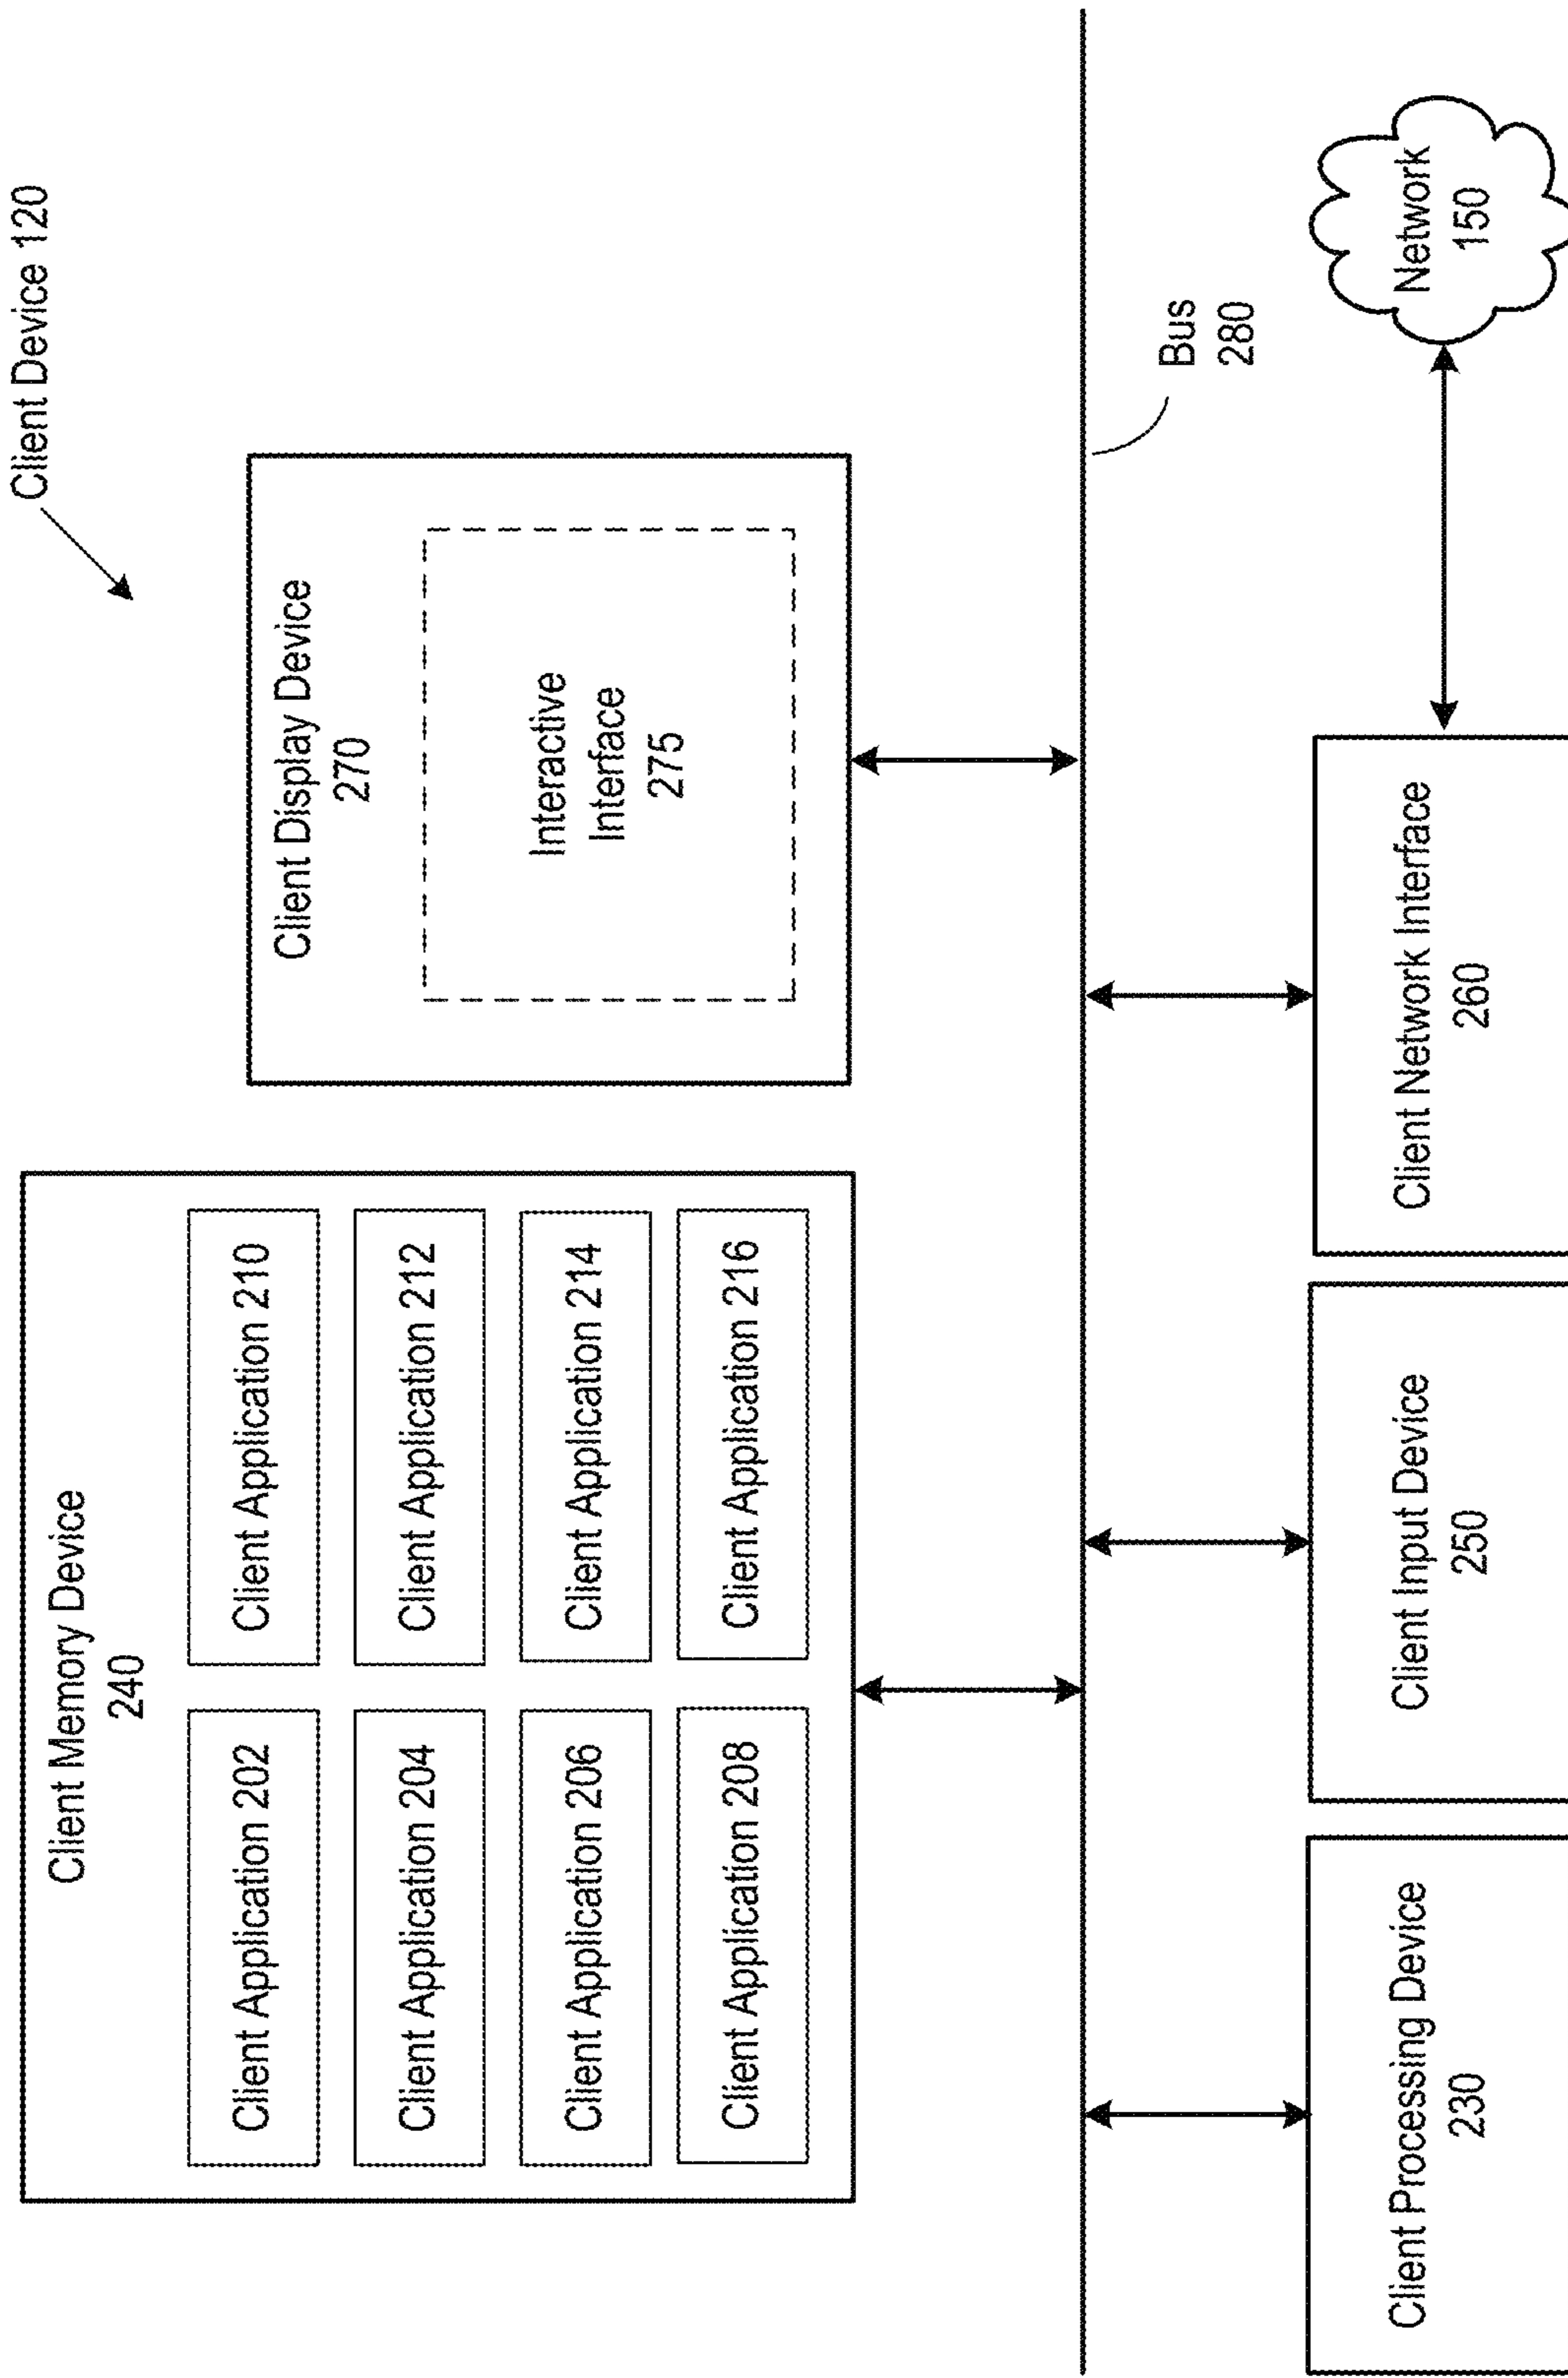 Client Device 120
Client Memory Device
240
Client Application 202
Client Application 210
Client Application 204
Client Application 212
Client Application 206
Client Application 214
Client Application 208
Client Application 216
Client Display Device
270
Interactive
Interface
275
Bus
280
Client Processing Device
230
Client Input Device
250
Client Network Interface
260
Network
150